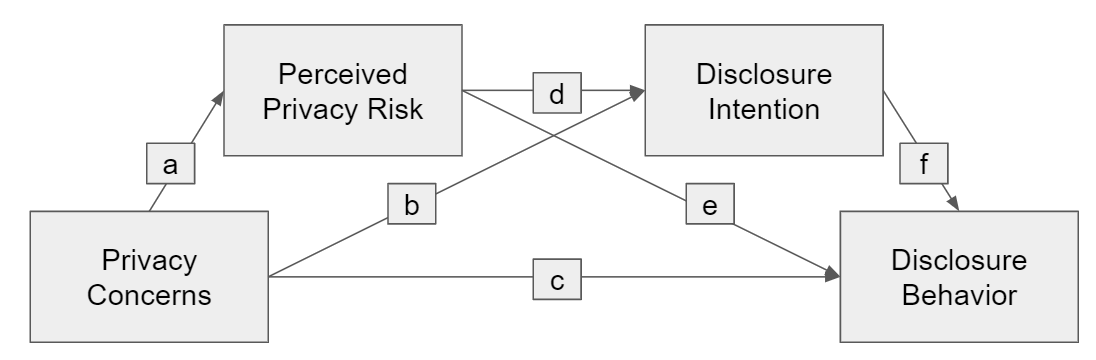 Perceived
Privacy Risk
Disclosure
Intention
d
a
f
b
e
Privacy
Concerns
c
Disclosure
Behavior